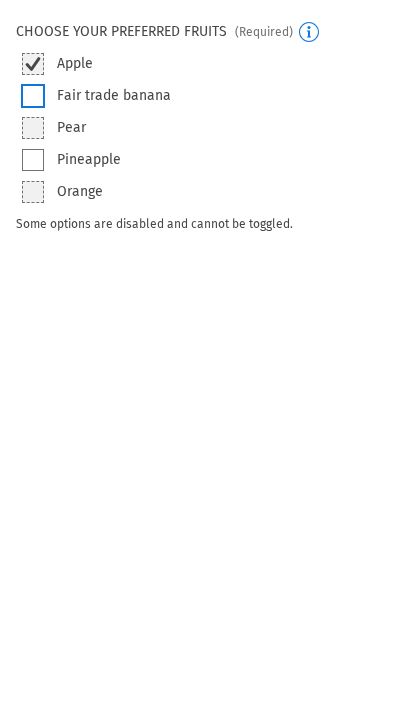 CHOOSE YOUR PREFERRED FRUITS (Required)
Apple
Fair trade banana
Pear
Pineapple
Orange
Some options are disabled and cannot be toggled.